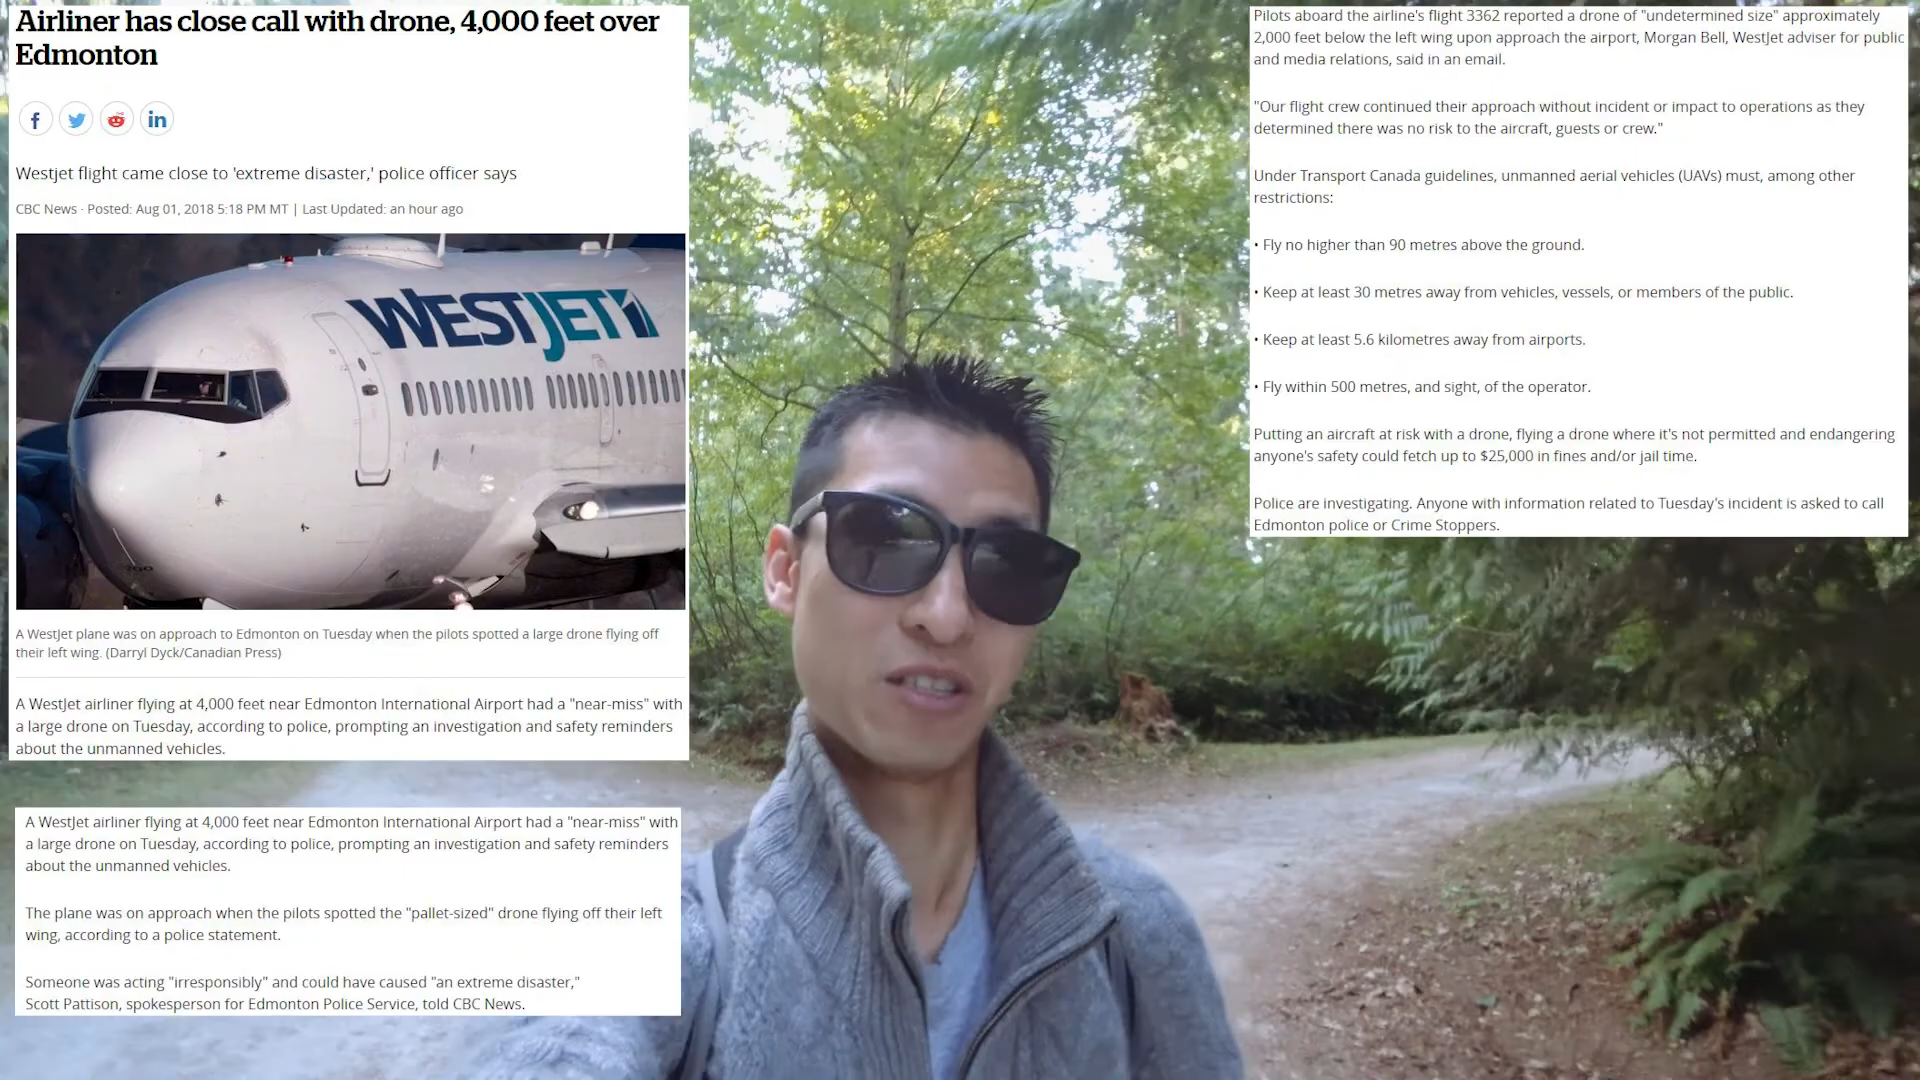 Airliner has close call with drone, 4,000 feet over
Edmonton
Westjet flight came close to 'extreme disaster,' police officer says
CBC News · Posted: Aug 01, 2018 5:18 PM MT | Last Updated: an hour ago
WESTJET
A WestJet plane was on approach to Edmonton on Tuesday when the pilots spotted a large drone flying off
their left wing. (Darryl Dyck/Canadian Press)
A WestJet airliner flying at 4,000 feet near Edmonton International Airport had a "near-miss" with
a large drone on Tuesday, according to police, prompting an investigation and safety reminders
about the unmanned vehicles.
A WestJet airliner flying at 4,000 feet near Edmonton International Airport had a "near-miss" with
a large drone on Tuesday, according to police, prompting an investigation and safety reminders
about the unmanned vehicles.
The plane was on approach when the pilots spotted the "pallet-sized" drone flying off their left
wing, according to a police statement.
Someone was acting "irresponsibly" and could have caused "an extreme disaster,"
Scott Pattison, spokesperson for Edmonton Police Service, told CBC News.
Pilots aboard the airline's flight 3362 reported a drone of "undetermined size" approximately
2,000 feet below the left wing upon approach the airport, Morgan Bell, WestJet adviser for public
and media relations, said in an email.
"Our flight crew continued their approach without incident or impact to operations as they
determined there was no risk to the aircraft, guests or crew."
Under Transport Canada guidelines, unmanned aerial vehicles (UAVs) must, among other
restrictions:
• Fly no higher than 90 metres above the ground.
• Keep at least 30 metres away from vehicles, vessels, or members of the public.
• Keep at least 5.6 kilometres away from airports.
• Fly within 500 metres, and sight, of the operator.
Putting an aircraft at risk with a drone, flying a drone where it's not permitted and endangering
anyone's safety could fetch up to $25,000 in fines and/or jail time.
Police are investigating. Anyone with information related to Tuesday's incident is asked to call
Edmonton police or Crime Stoppers.